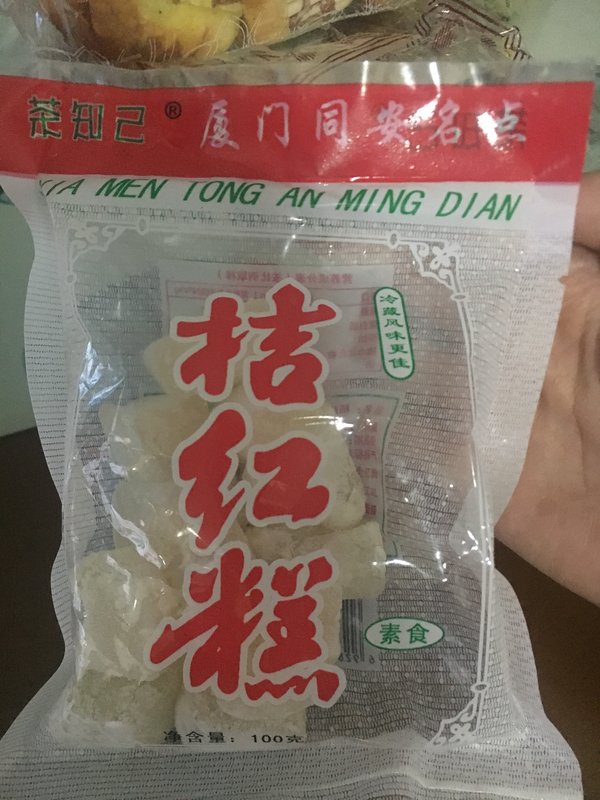 茶知己® 厦门同安名点
XIA MEN TONG AN MING DIAN
冷藏风味更佳
桔红糕
素食
净含量：100克